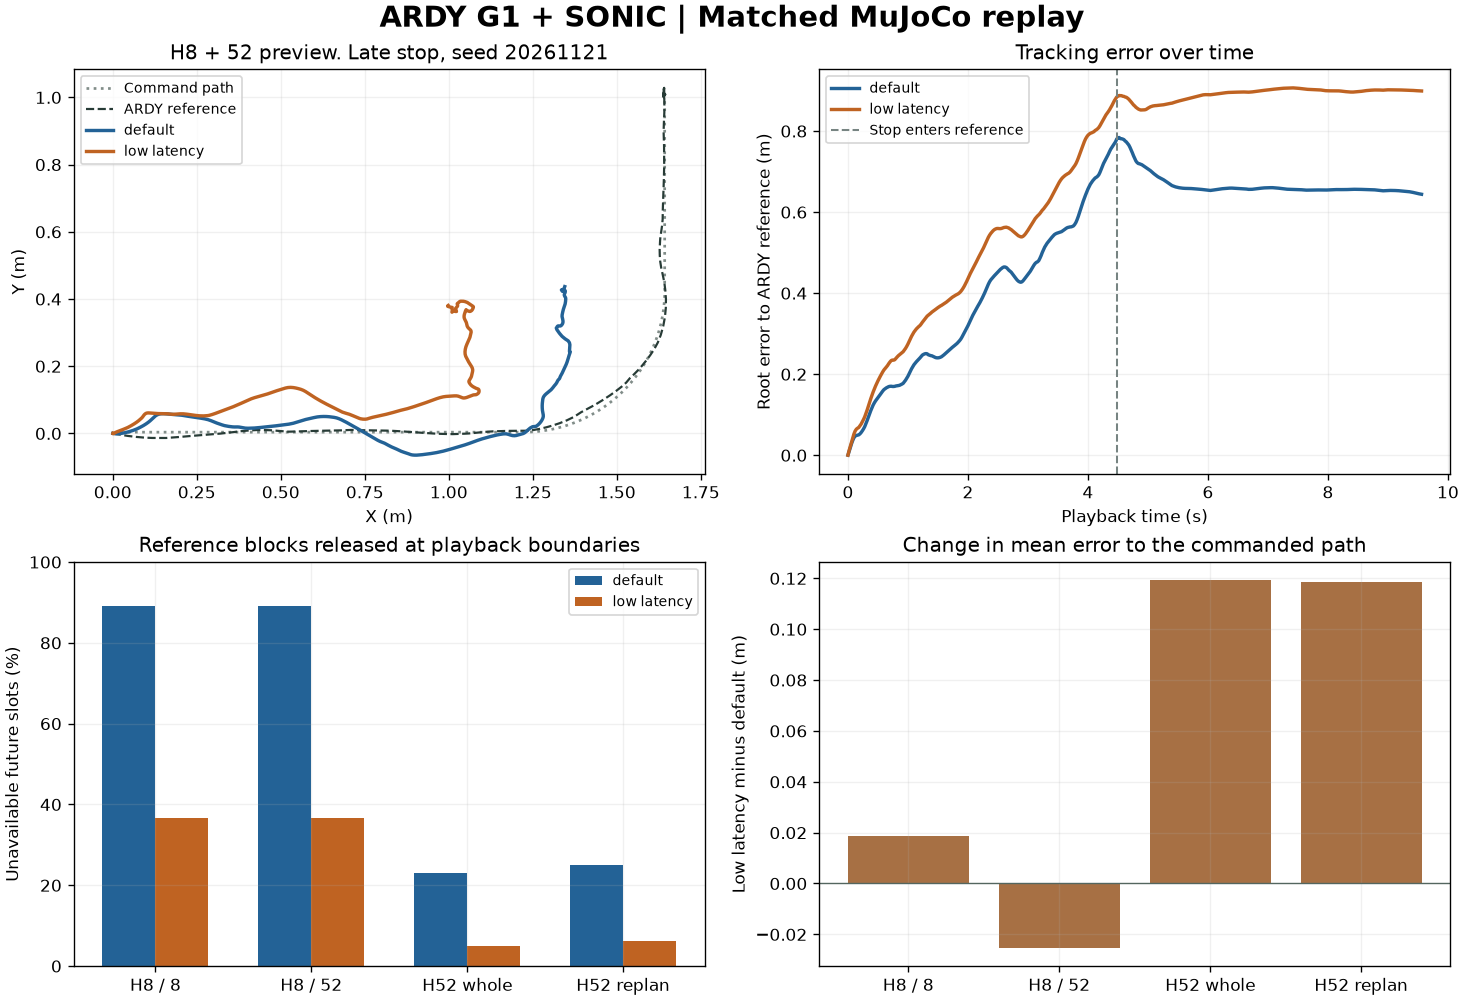 ARDY G1 + SONIC | Matched MuJoCo replay
H8 + 52 preview. Late stop, seed 20261121
Command path
ARDY reference
default
low latency
Y (m)
1.0
0.8
0.6
0.4
0.2
0.0
0.00 0.25 0.50 0.75 1.00 1.25 1.50 1.75
X (m)
Tracking error over time
default
low latency
Stop enters reference
Root error to ARDY reference (m)
0.8
0.6
0.4
0.2
0.0
0 2 4 6 8 10
Playback time (s)
Reference blocks released at playback boundaries
default
low latency
Unavailable future slots (%)
100
80
60
40
20
0
H8 / 8 H8 / 52 H52 whole H52 replan
Change in mean error to the commanded path
Low latency minus default (m)
0.12
0.10
0.08
0.06
0.04
0.02
0.00
−0.02
H8 / 8 H8 / 52 H52 whole H52 replan